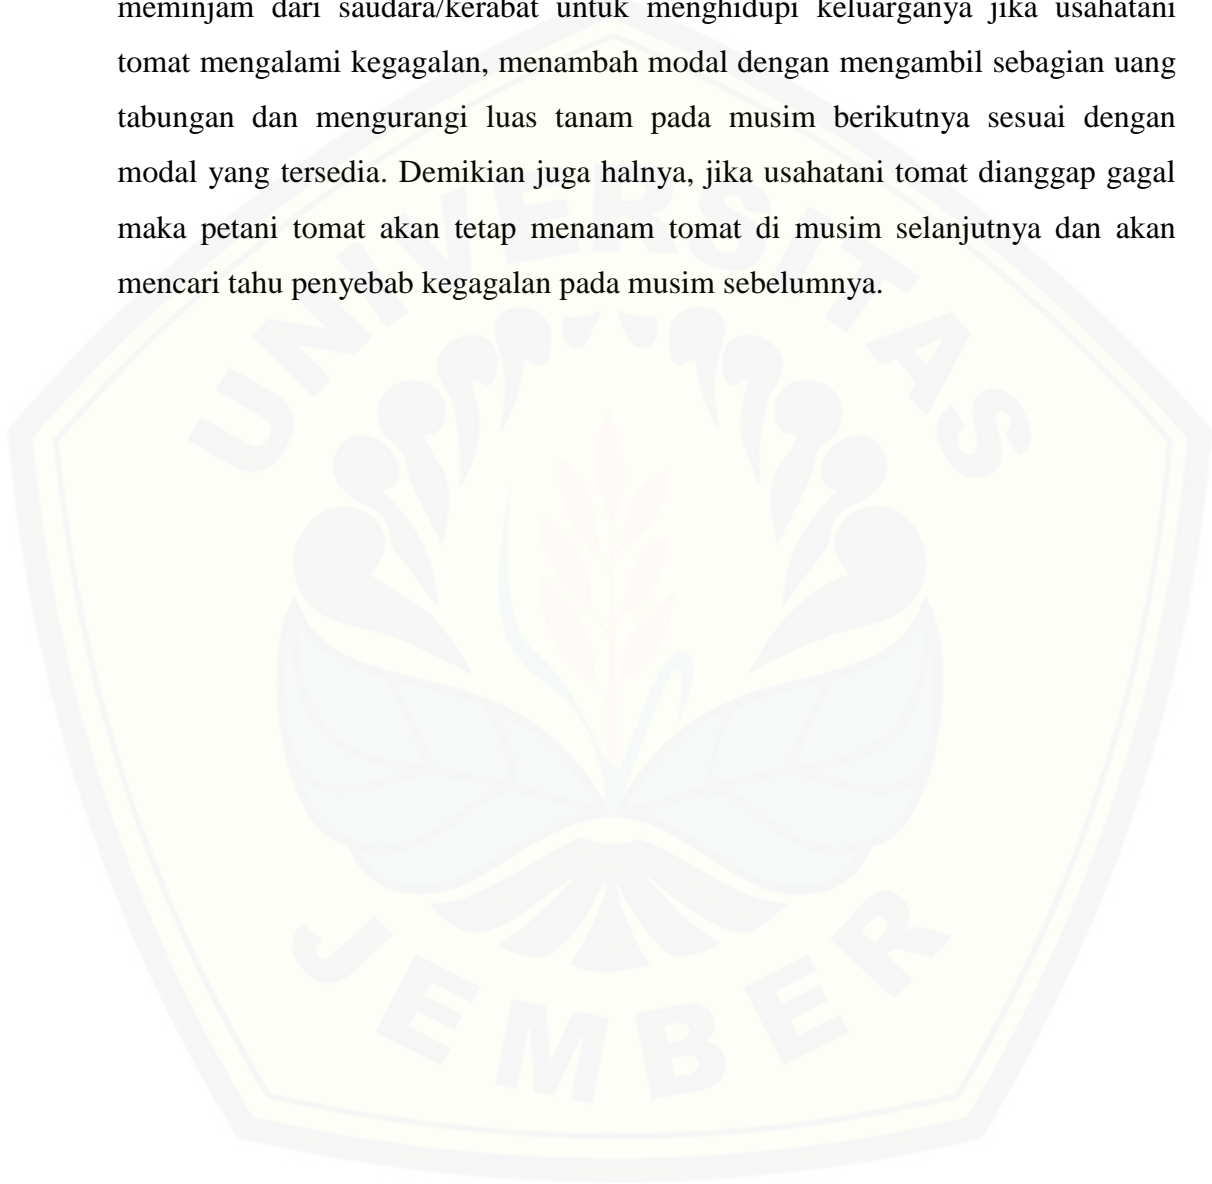 meminjam dari saudara/kerabat untuk menghidupi keluarganya jika usahatani
tomat mengalami kegagalan, menambah modal dengan mengambil sebagian uang
tabungan dan mengurangi luas tanam pada musim berikutnya sesuai dengan
modal yang tersedia. Demikian juga halnya, jika usahatani tomat dianggap gagal
maka petani tomat akan tetap menanam tomat di musim selanjutnya dan akan
mencari tahu penyebab kegagalan pada musim sebelumnya.
UNIVERSITAS
JEMBER